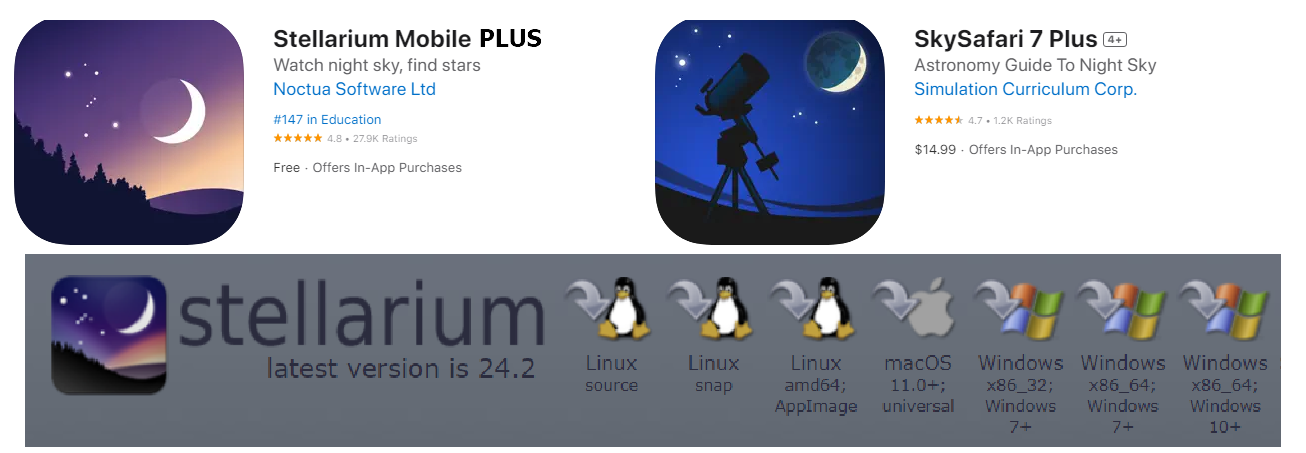 Stellarium Mobile PLUS
Watch night sky, find stars
Noctua Software Ltd
#147 in Education
★★★★★ 4.8 • 27.9K Ratings
Free · Offers In-App Purchases
SkySafari 7 Plus 4+
Astronomy Guide To Night Sky
Simulation Curriculum Corp.
★★★★★ 4.7 • 1.2K Ratings
$14.99 · Offers In-App Purchases
stellarium
latest version is 24.2
Linux
source
Linux
snap
Linux
amd64;
AppImage
macOS
11.0+;
universal
Windows
x86_32;
Windows
7+
Windows
x86_64;
Windows
7+
Windows
x86_64;
Windows
10+